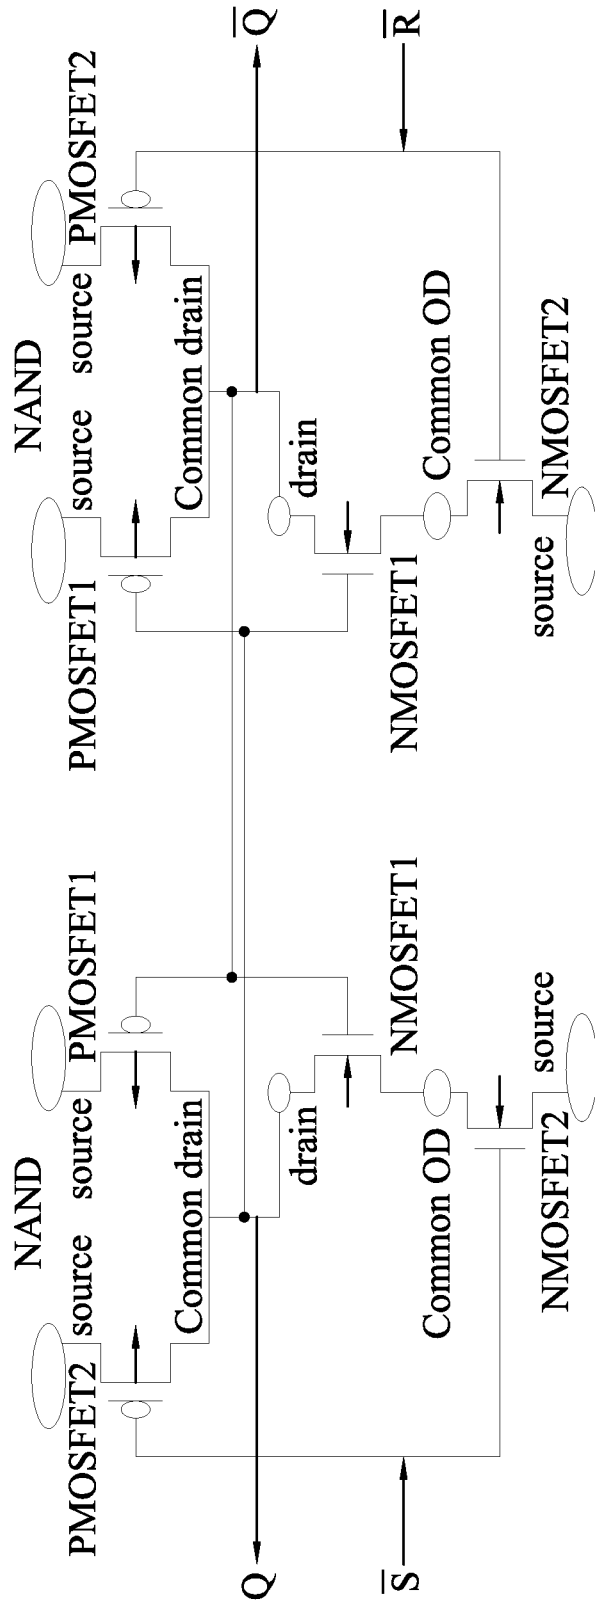 NAND
NAND
PMOSFET2
source
source
PMOSFET1
PMOSFET1
source
source
PMOSFET2
Common drain
Common drain
Q
Q̅
drain
drain
S̅
NMOSFET1
NMOSFET1
R̅
Common OD
Common OD
NMOSFET2
source
source
NMOSFET2